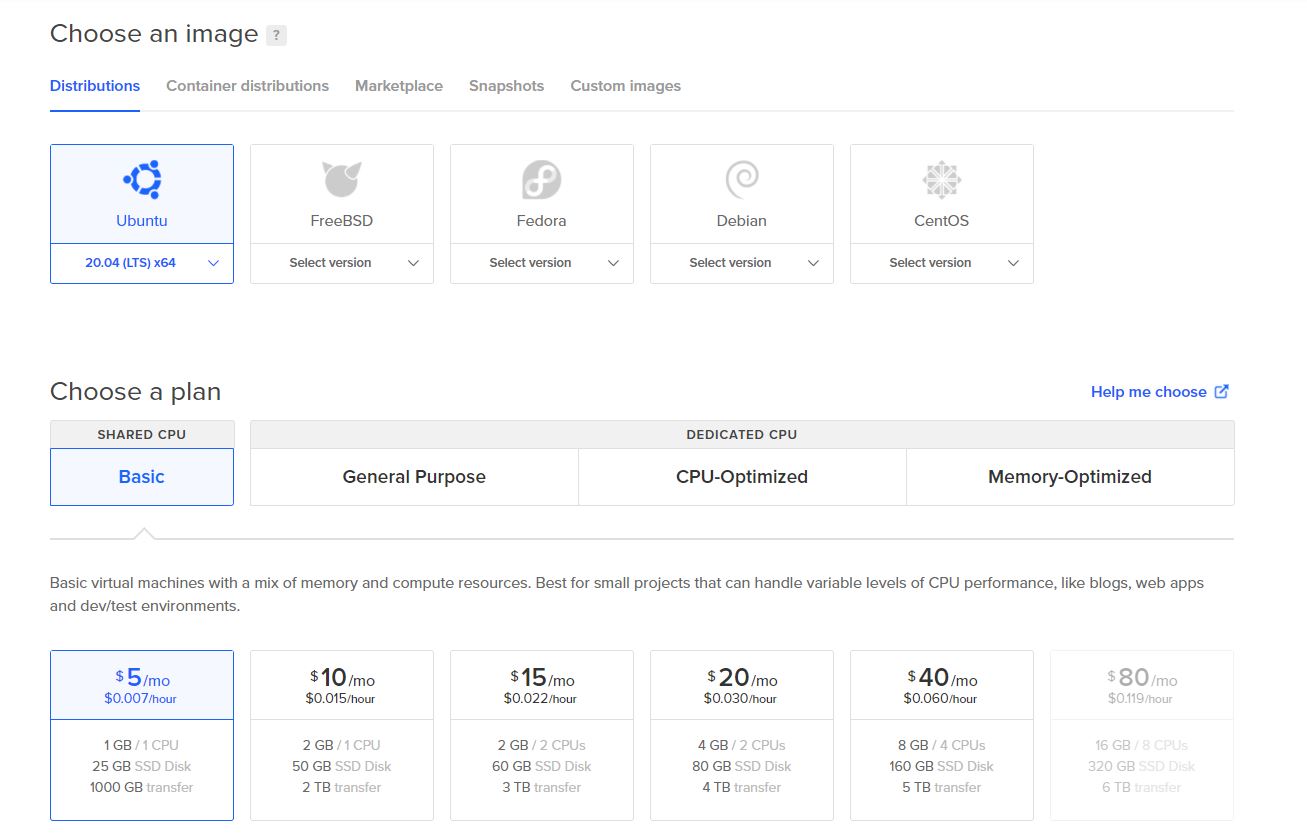 Choose an image ?
Distributions Container distributions Marketplace Snapshots Custom images
Ubuntu FreeBSD Fedora Debian CentOS
20.04 (LTS) x64 Select version Select version Select version Select version
Choose a plan Help me choose
SHARED CPU DEDICATED CPU
Basic General Purpose CPU-Optimized Memory-Optimized
Basic virtual machines with a mix of memory and compute resources. Best for small projects that can handle variable levels of CPU performance, like blogs, web apps
and dev/test environments.
$5/mo $10/mo $15/mo $20/mo $40/mo $80/mo
$0.007/hour $0.015/hour $0.022/hour $0.030/hour $0.060/hour $0.119/hour
1 GB / 1 CPU 2 GB / 1 CPU 2 GB / 2 CPUs 4 GB / 2 CPUs 8 GB / 4 CPUs 16 GB / 8 CPUs
25 GB SSD Disk 50 GB SSD Disk 60 GB SSD Disk 80 GB SSD Disk 160 GB SSD Disk 320 GB SSD Disk
1000 GB transfer 2 TB transfer 3 TB transfer 4 TB transfer 5 TB transfer 6 TB transfer